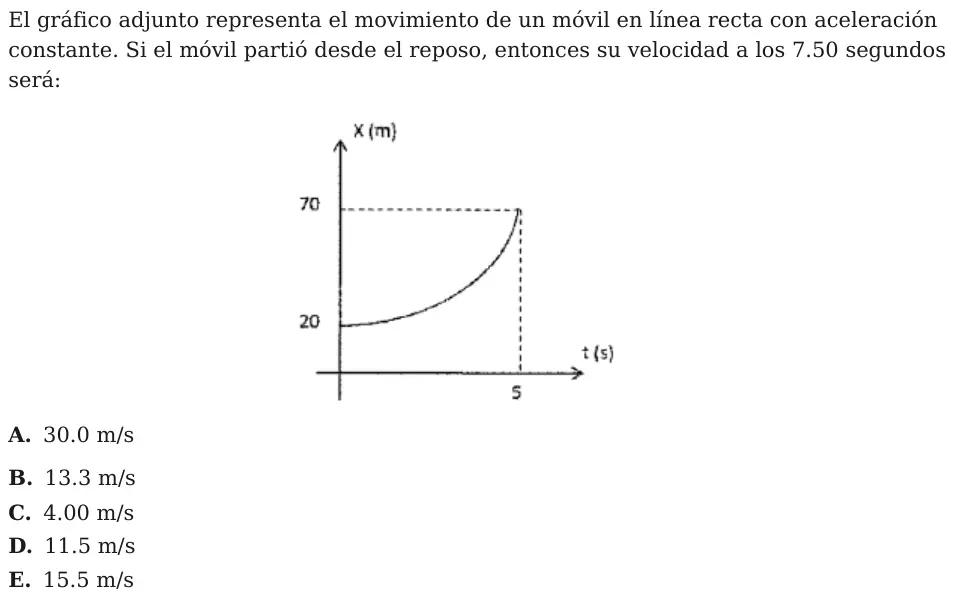 El gráfico adjunto representa el movimiento de un móvil en línea recta con aceleración
constante. Si el móvil partió desde el reposo, entonces su velocidad a los 7.50 segundos
será:
X (m)
70
20
t (s)
5
A. 30.0 m/s
B. 13.3 m/s
C. 4.00 m/s
D. 11.5 m/s
E. 15.5 m/s